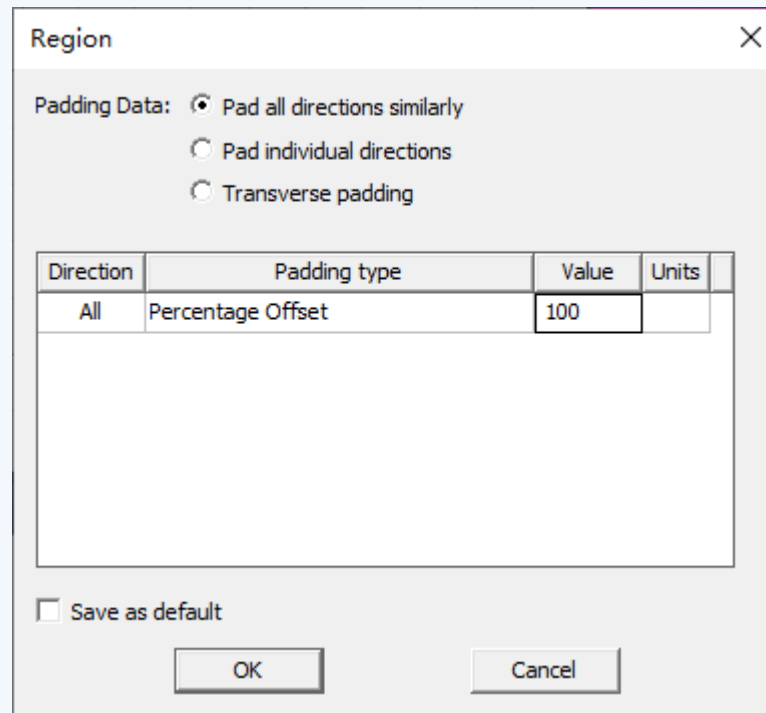 Region
Padding Data: Pad all directions similarly
Pad individual directions
Transverse padding
Direction Padding type Value Units
All Percentage Offset 100
Save as default
OK Cancel